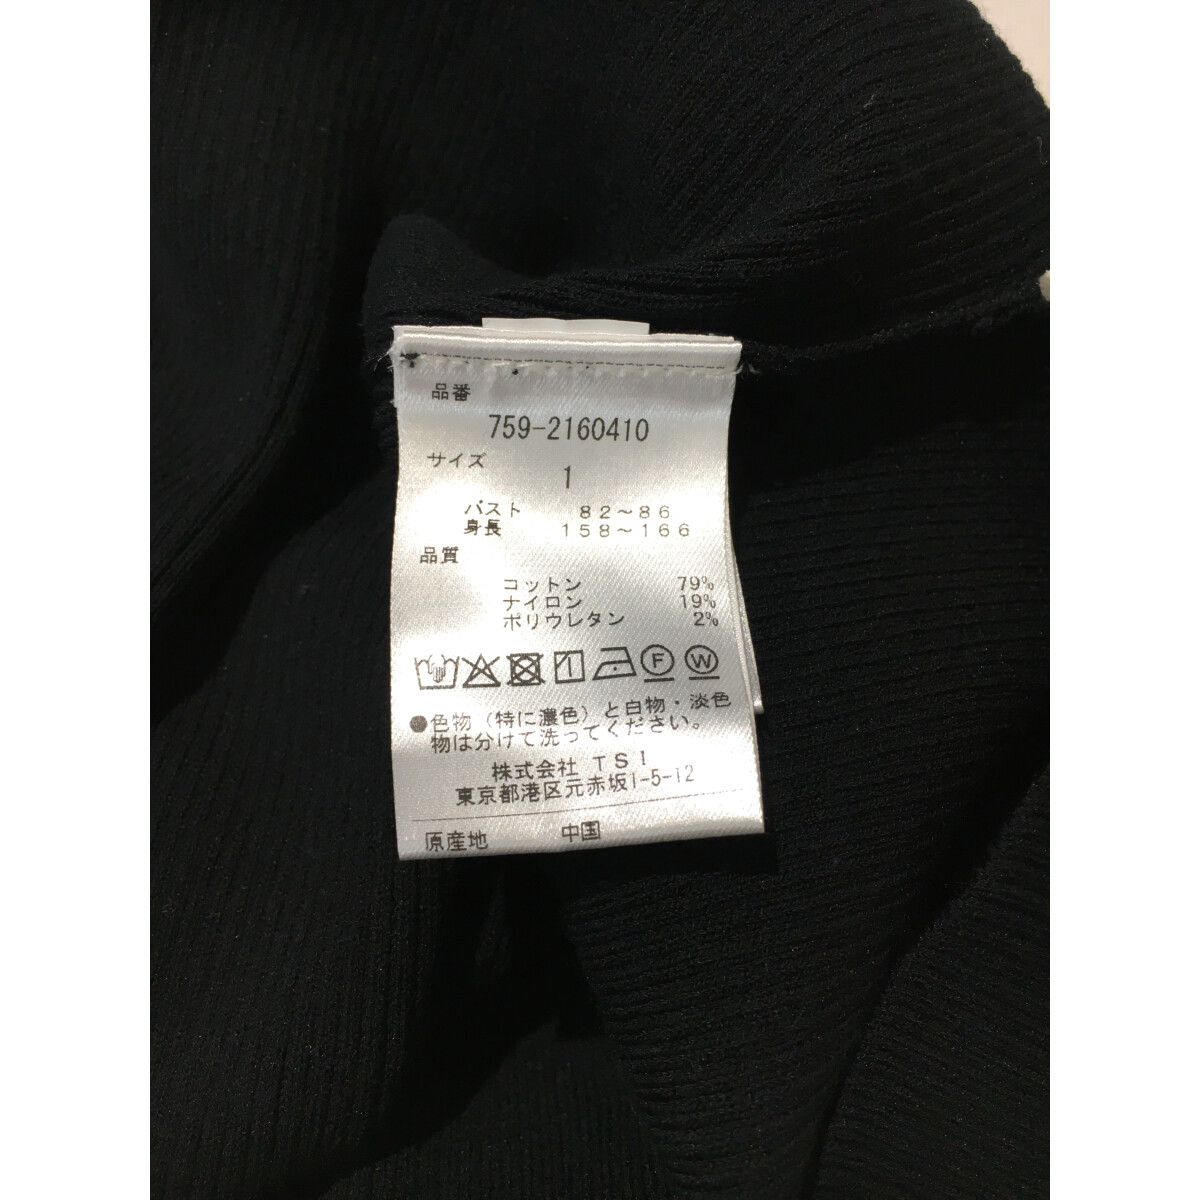 品番
759-2160410
サイズ
1
バスト 82～86
身長 158～166
品質
コットン 79%
ナイロン 19%
ポリウレタン 2%
F W
●色物（特に濃色）と白物・淡色
物は分けて洗ってください。
株式会社 TSI
東京都港区元赤坂1-5-12
原産地 中国